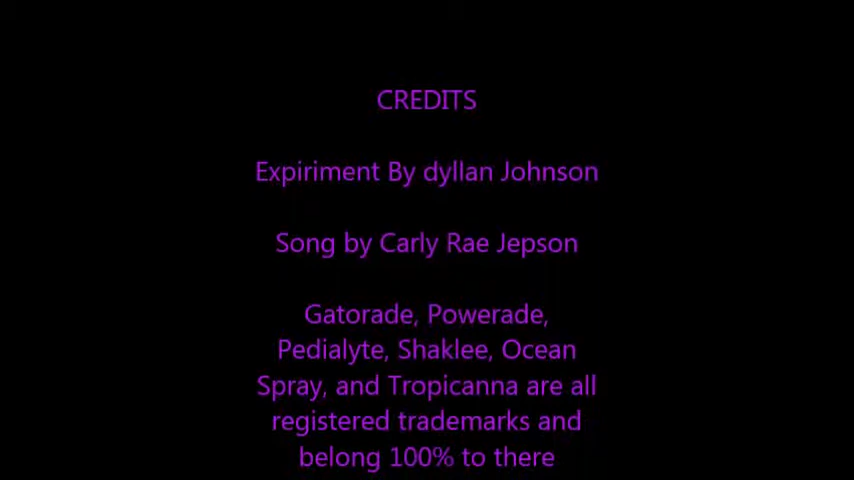 CREDITS
Expiriment By dyllan Johnson
Song by Carly Rae Jepson
Gatorade, Powerade,
Pedialyte, Shaklee, Ocean
Spray, and Tropicanna are all
registered trademarks and
belong 100% to there